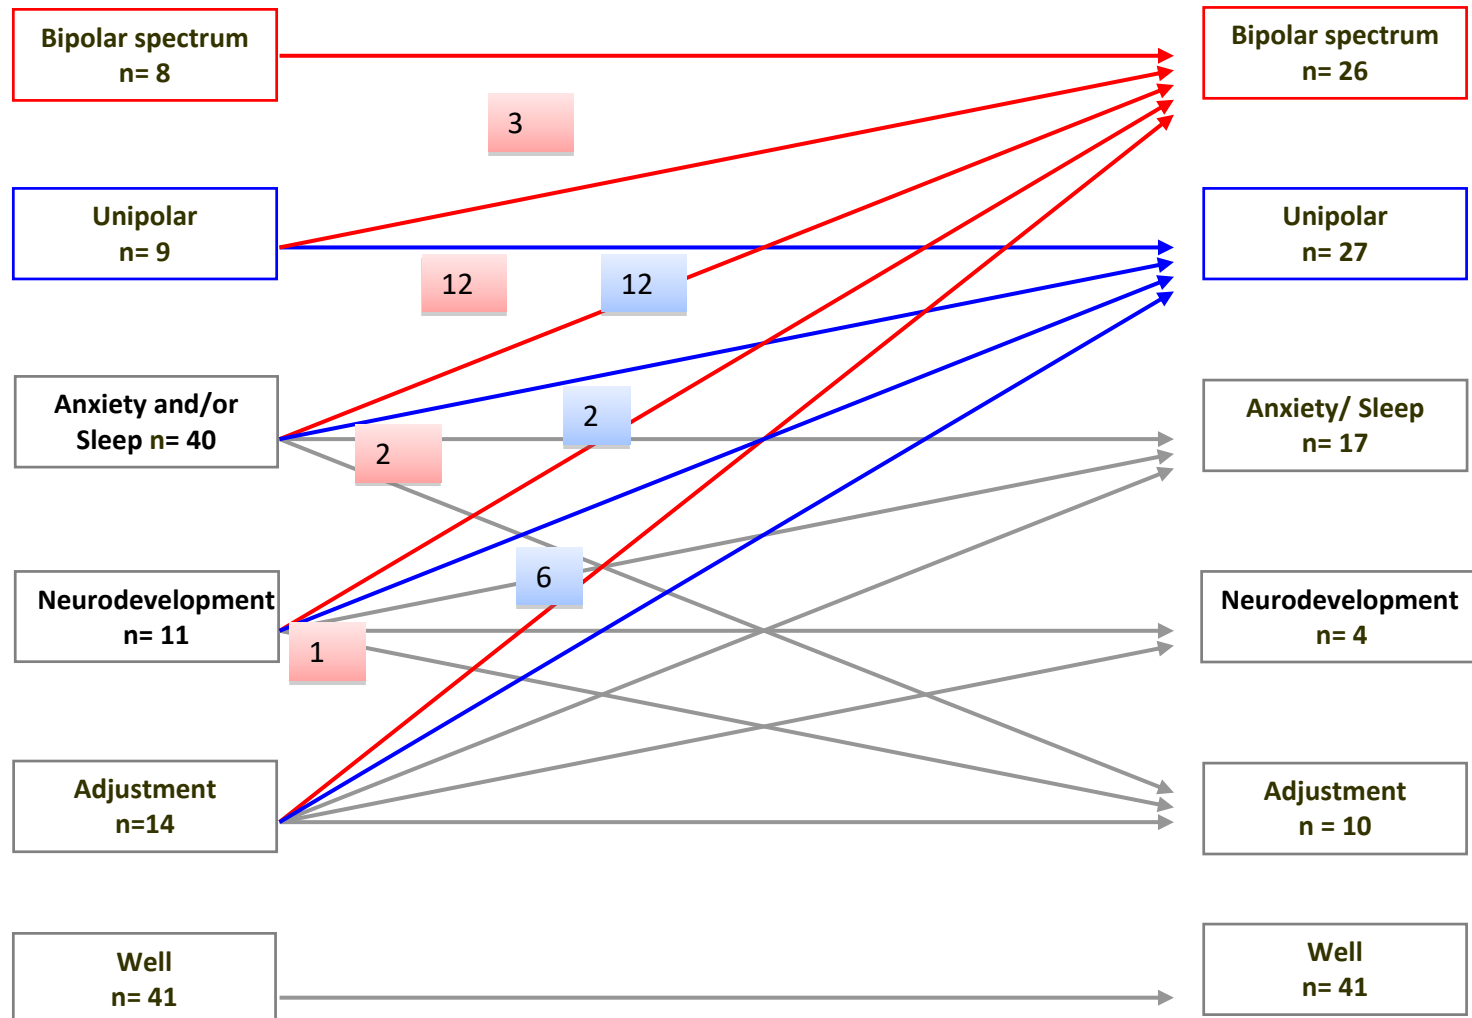 Bipolar spectrum
n= 8
Bipolar spectrum
n= 26
3
Unipolar
n= 9
Unipolar
n= 27
12
12
Anxiety and/or
Sleep n= 40
Anxiety/ Sleep
n= 17
2
2
Neurodevelopment
n= 11
Neurodevelopment
n= 4
6
1
Adjustment
n=14
Adjustment
n = 10
Well
n= 41
Well
n= 41